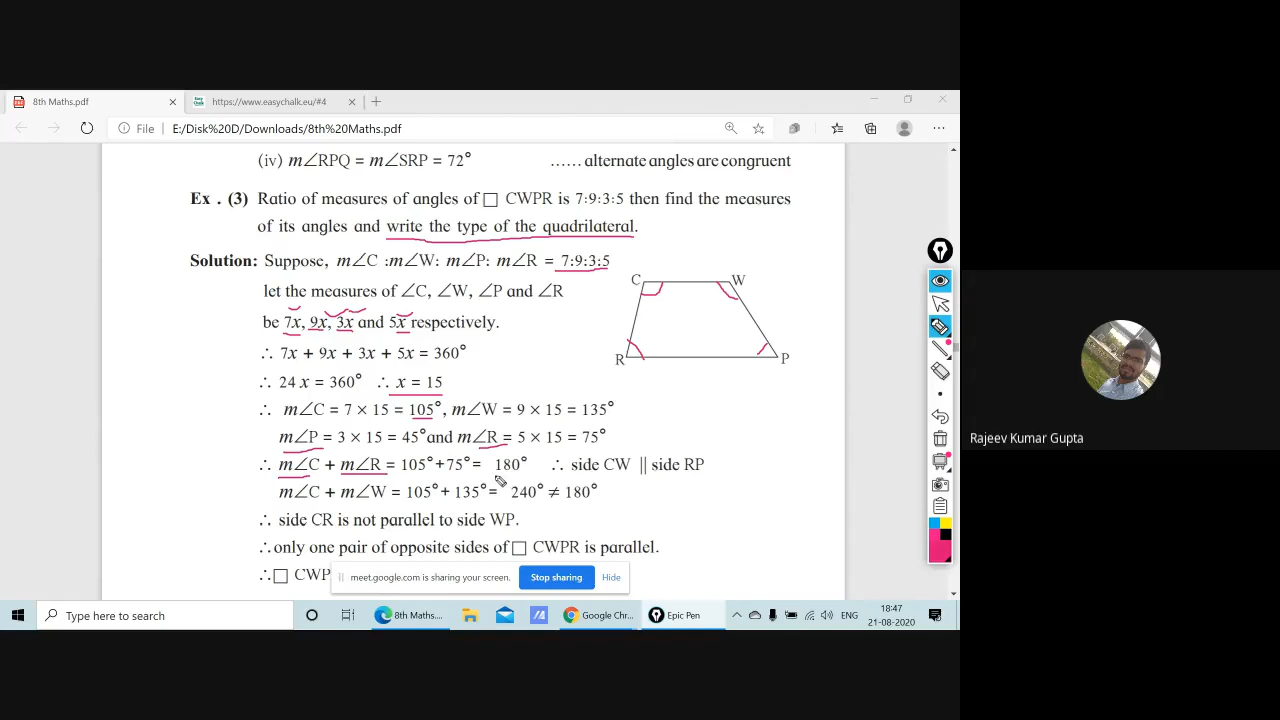 8th Maths.pdf
https://www.easychalk.eu/#4
File E:/Disk%20D/Downloads/8th%20Maths.pdf
(iv) m∠RPQ = m∠SRP = 72° ...... alternate angles are congruent
Ex . (3) Ratio of measures of angles of □ CWPR is 7:9:3:5 then find the measures
of its angles and write the type of the quadrilateral.
Solution: Suppose, m∠C :m∠W: m∠P: m∠R = 7:9:3:5
let the measures of ∠C, ∠W, ∠P and ∠R
be 7x, 9x, 3x and 5x respectively.
∴ 7x + 9x + 3x + 5x = 360°
∴ 24 x = 360° ∴ x = 15
∴ m∠C = 7 × 15 = 105°, m∠W = 9 × 15 = 135°
m∠P = 3 × 15 = 45°and m∠R = 5 × 15 = 75°
∴ m∠C + m∠R = 105°+75°= 180° ∴ side CW || side RP
m∠C + m∠W = 105°+ 135°= 240° ≠ 180°
∴ side CR is not parallel to side WP.
∴only one pair of opposite sides of □ CWPR is parallel.
∴□ CWP
C W
R P
meet.google.com is sharing your screen. Stop sharing Hide
Type here to search
8th Maths....
Google Chr...
Epic Pen
ENG
18:47
21-08-2020
Rajeev Kumar Gupta